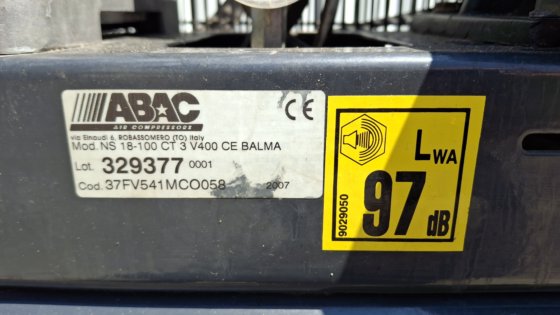 ABAC
AIR COMPRESSORS
via Einaudi 6, ROBASSOMERO (TO) Italy
Mod. NS 18-100 CT 3 V400 CE BALMA
Lot. 329377 0001
Cod. 37FV541MCO058 2007
CE
LWA
97 dB
9029050